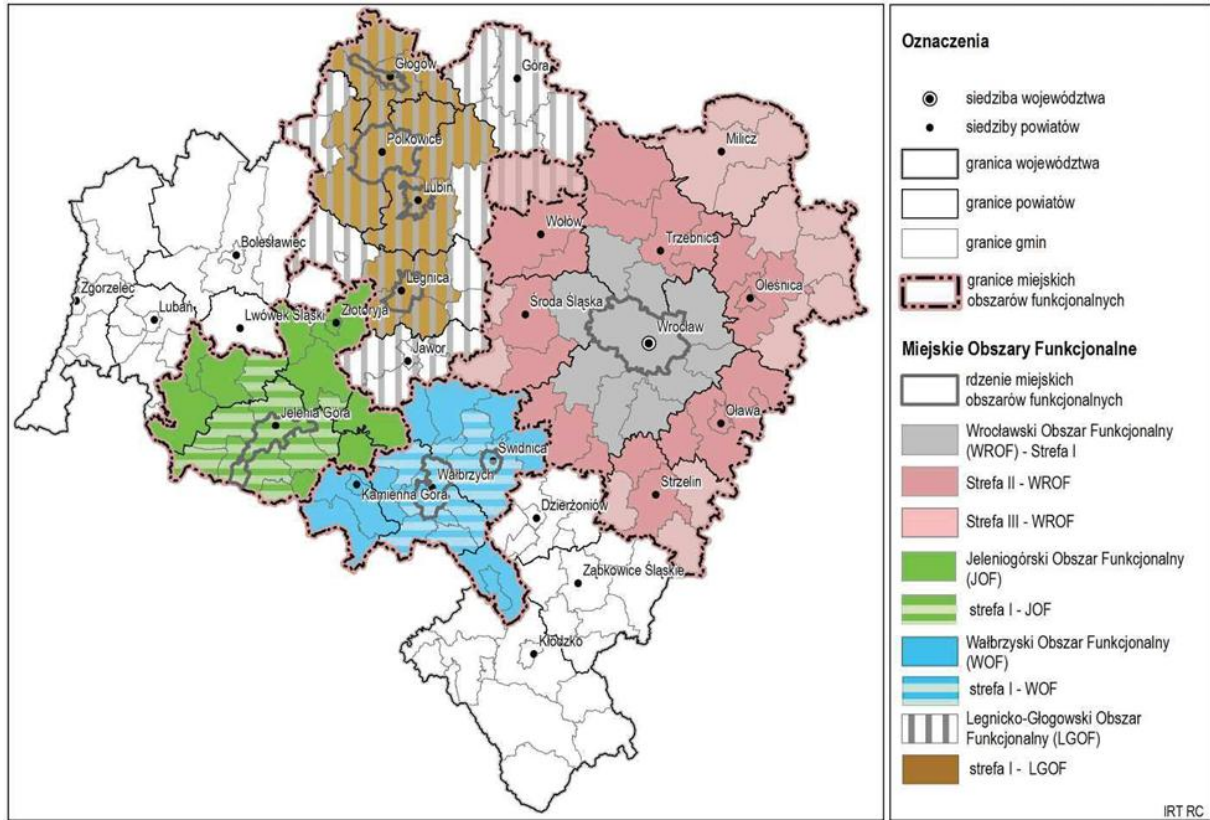 Głogów
Góra
Polkowice
Milicz
Lubin
Wołów
Trzebnica
Bolesławiec
Oleśnica
Zgorzelec
Legnica
Środa Śląska
Lubań
Lwówek Śląski
Złotoryja
Wrocław
Jawor
Jelenia Góra
Oława
Świdnica
Wałbrzych
Kamienna Góra
Strzelin
Dzierżoniów
Ząbkowice Śląskie
Kłodzko
Oznaczenia
siedziba województwa
siedziby powiatów
granica województwa
granice powiatów
granice gmin
granice miejskich
obszarów funkcjonalnych
Miejskie Obszary Funkcjonalne
rdzenie miejskich
obszarów funkcjonalnych
Wrocławski Obszar Funkcjonalny
(WROF) - Strefa I
Strefa II - WROF
Strefa III - WROF
Jeleniogórski Obszar Funkcjonalny
(JOF)
strefa I - JOF
Wałbrzyski Obszar Funkcjonalny
(WOF)
strefa I - WOF
Legnicko-Głogowski Obszar
Funkcjonalny (LGOF)
strefa I - LGOF
IRT RC